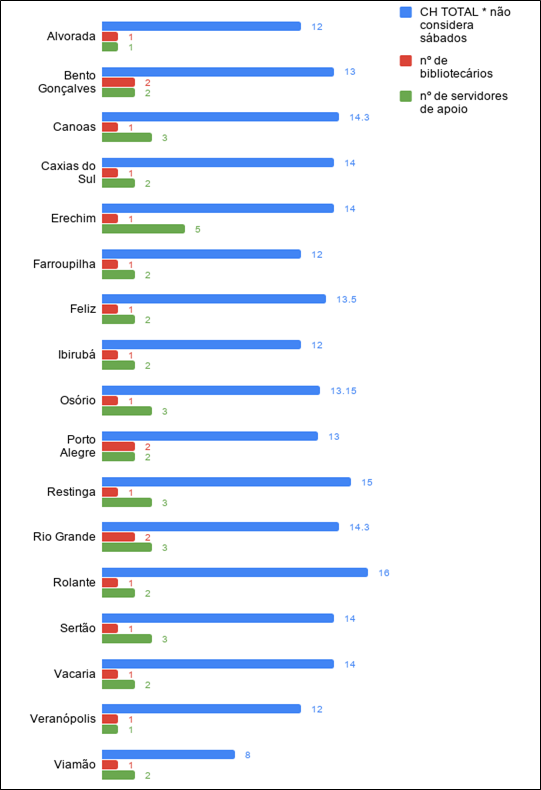 CH TOTAL * não
considera
sábados
nº de
bibliotecários
nº de servidores
de apoio
Alvorada
12
1
1
Bento
Gonçalves
13
2
2
Canoas
14.3
1
3
Caxias do
Sul
14
1
2
Erechim
14
1
5
Farroupilha
12
1
2
Feliz
13.5
1
2
Ibirubá
12
1
2
Osório
13.15
1
3
Porto
Alegre
13
2
2
Restinga
15
1
3
Rio Grande
14.3
2
3
Rolante
16
1
2
Sertão
14
1
3
Vacaria
14
1
2
Veranópolis
12
1
1
Viamão
8
1
2